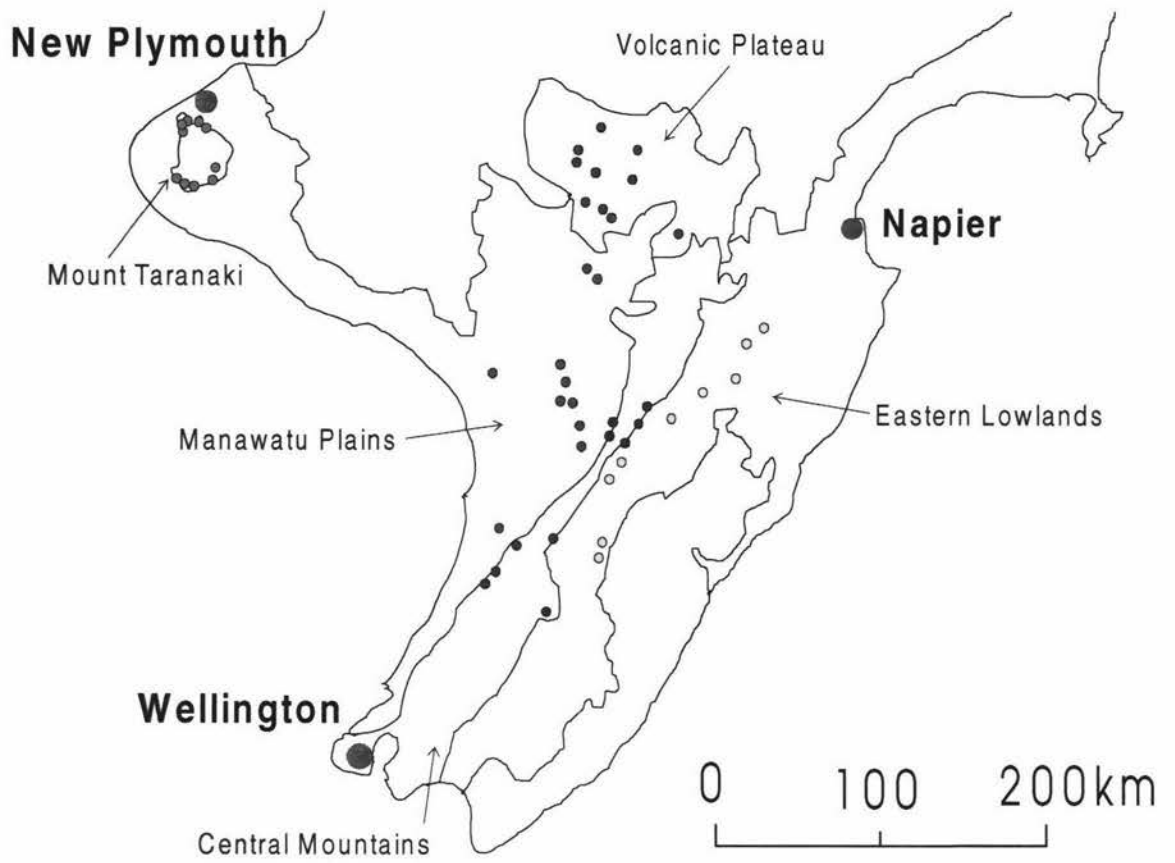 New Plymouth
Volcanic Plateau
Napier
Mount Taranaki
Eastern Lowlands
Manawatu Plains
Wellington
0 100 200km
Central Mountains